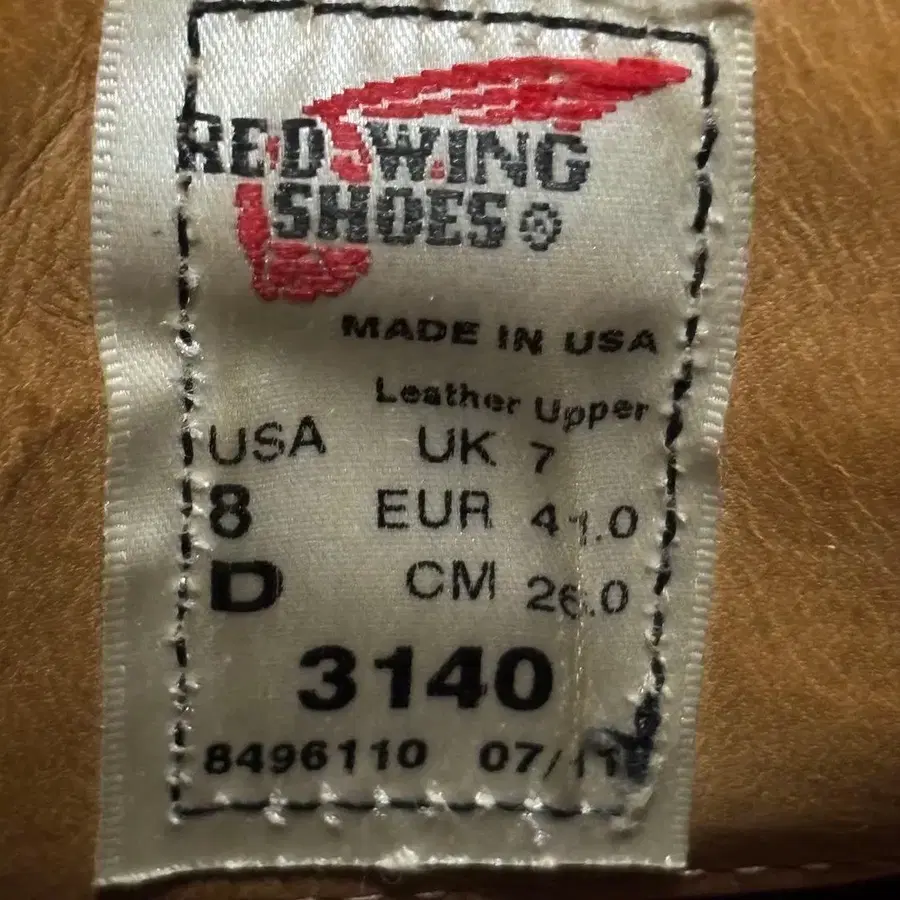 RED WING
SHOES®
MADE IN USA
Leather Upper
USA UK 7
8 EUR 41.0
D CM 26.0
3140
8496110 07/11